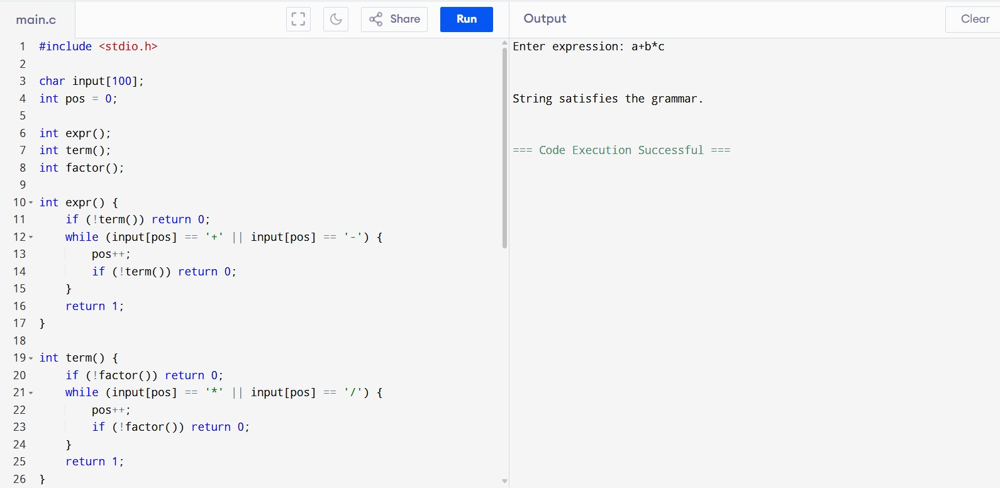 main.c
Share
Run
Output
Clear
1 #include <stdio.h>
2
3 char input[100];
4 int pos = 0;
5
6 int expr();
7 int term();
8 int factor();
9
10 int expr() {
11     if (!term()) return 0;
12     while (input[pos] == '+' || input[pos] == '-') {
13         pos++;
14         if (!term()) return 0;
15     }
16     return 1;
17 }
18
19 int term() {
20     if (!factor()) return 0;
21     while (input[pos] == '*' || input[pos] == '/') {
22         pos++;
23         if (!factor()) return 0;
24     }
25     return 1;
26 }
Enter expression: a+b*c
String satisfies the grammar.
=== Code Execution Successful ===